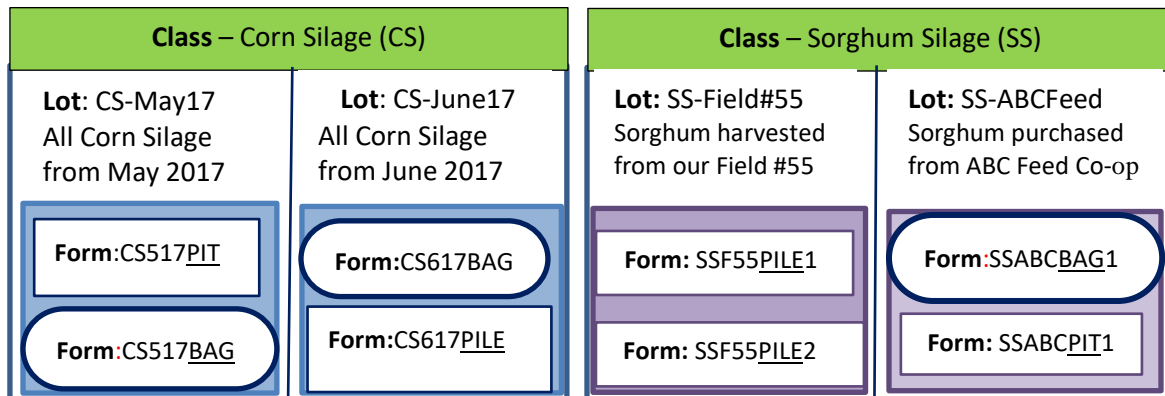 Class – Corn Silage (CS)
Lot: CS-May17
All Corn Silage
from May 2017
Form:CS517PIT
Form:CS517BAG
Lot: CS-June17
All Corn Silage
from June 2017
Form:CS617BAG
Form:CS617PILE
Class – Sorghum Silage (SS)
Lot: SS-Field#55
Sorghum harvested
from our Field #55
Form: SSF55PILE1
Form: SSF55PILE2
Lot: SS-ABCFeed
Sorghum purchased
from ABC Feed Co-op
Form:SSABCBAG1
Form: SSABCPIT1